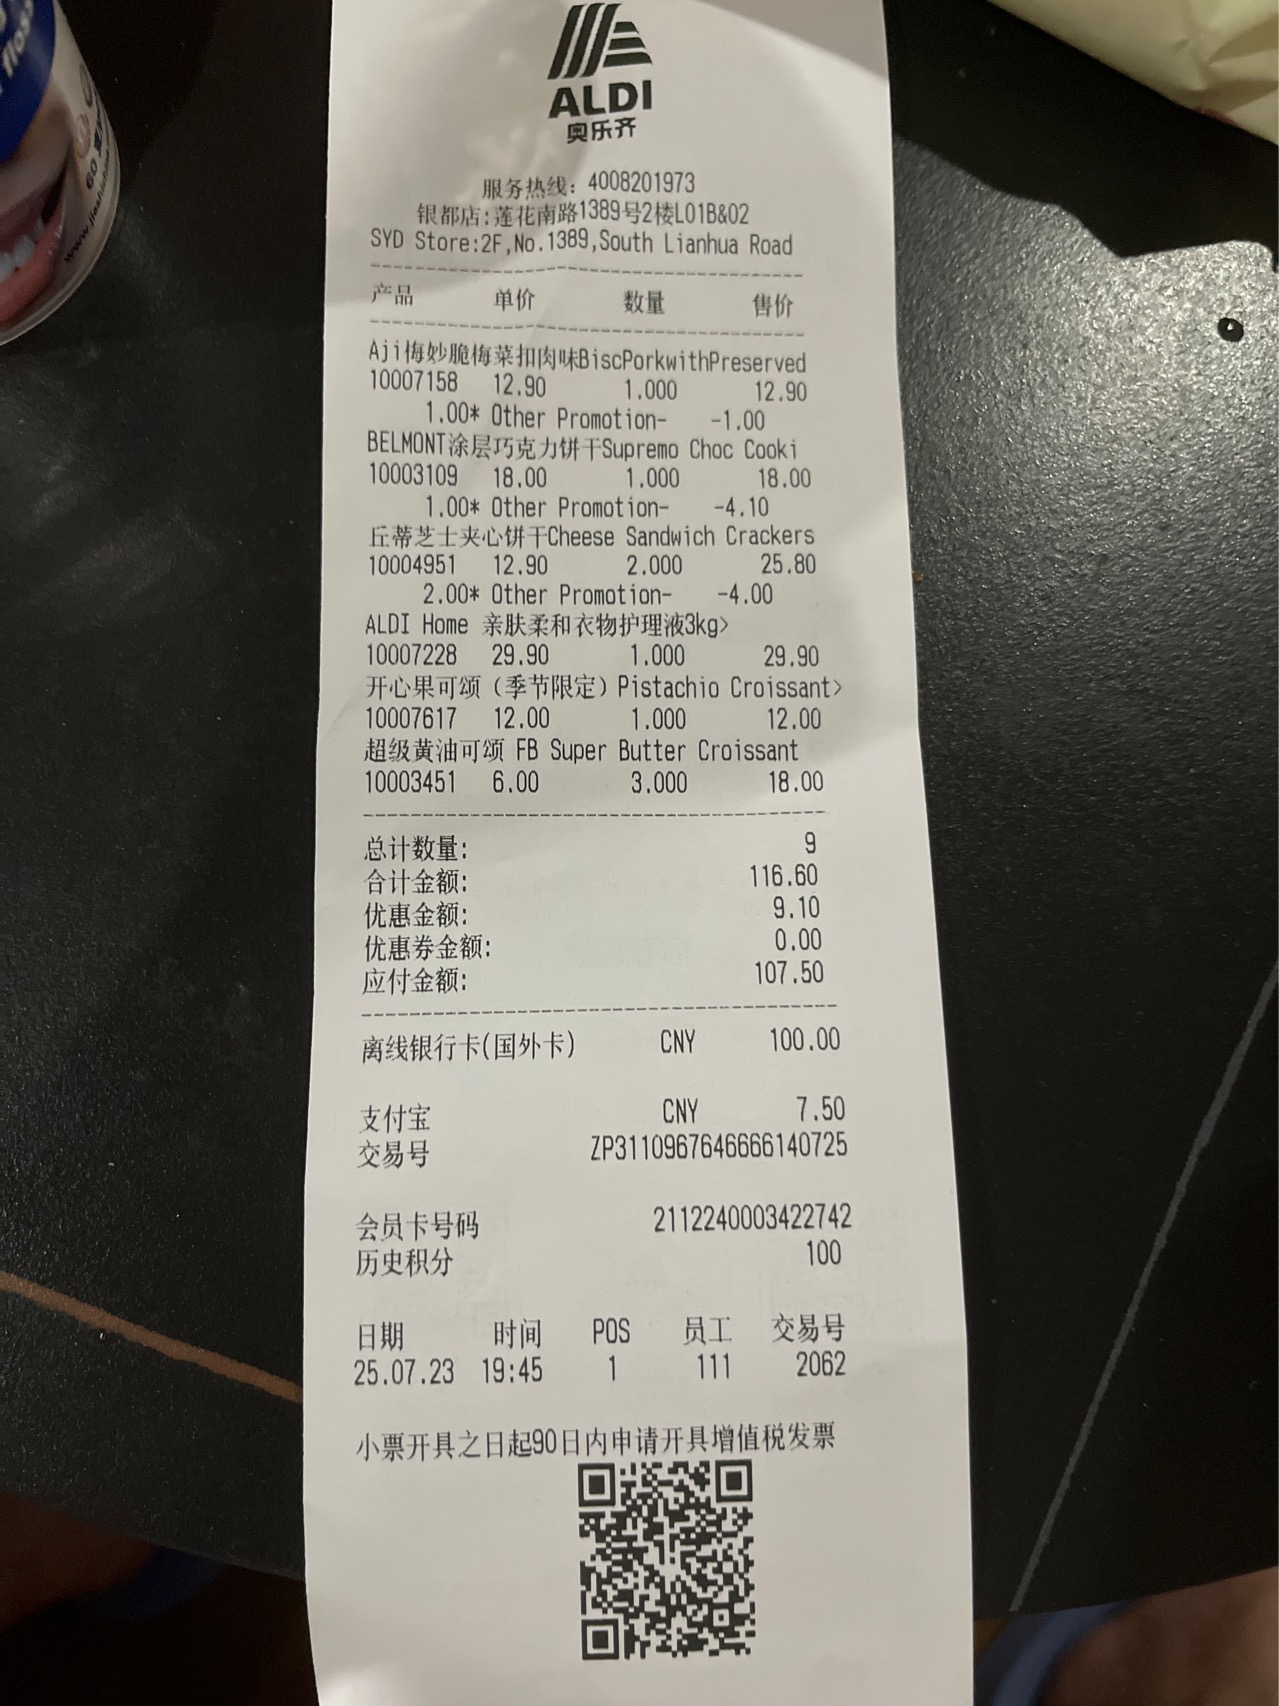 ALDI
奥乐齐
服务热线: 4008201973
银都店:莲花南路1389号2楼L01B&02
SYD Store:2F,No.1389,South Lianhua Road
产品 单价 数量 售价
Aji梅妙脆梅菜扣肉味BiscPorkwithPreserved
10007158 12.90 1.000 12.90
1.00* Other Promotion- -1.00
BELMONT涂层巧克力饼干Supremo Choc Cooki
10003109 18.00 1.000 18.00
1.00* Other Promotion- -4.10
丘蒂芝士夹心饼干Cheese Sandwich Crackers
10004951 12.90 2.000 25.80
2.00* Other Promotion- -4.00
ALDI Home 亲肤柔和衣物护理液3kg>
10007228 29.90 1.000 29.90
开心果可颂（季节限定）Pistachio Croissant>
10007617 12.00 1.000 12.00
超级黄油可颂 FB Super Butter Croissant
10003451 6.00 3.000 18.00
总计数量: 9
合计金额: 116.60
优惠金额: 9.10
优惠券金额: 0.00
应付金额: 107.50
离线银行卡(国外卡) CNY 100.00
支付宝 CNY 7.50
交易号 ZP3110967646666140725
会员卡号码 2112240003422742
历史积分 100
日期 时间 POS 员工 交易号
25.07.23 19:45 1 111 2062
小票开具之日起90日内申请开具增值税发票
floss
60